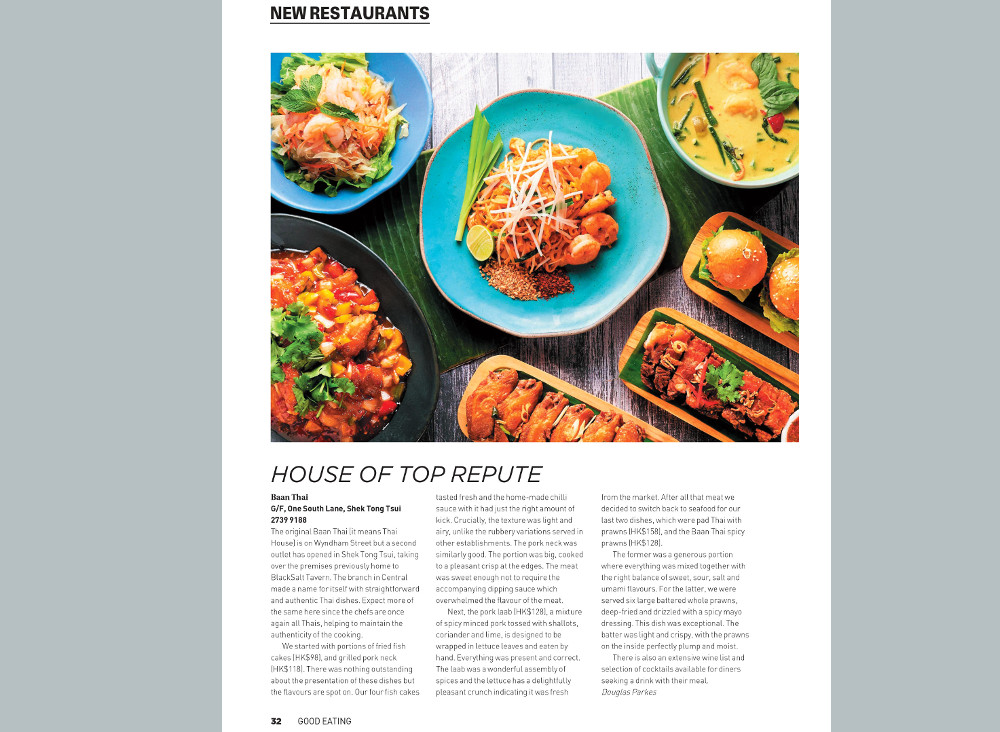 NEW RESTAURANTS
HOUSE OF TOP REPUTE
Baan Thai
G/F, One South Lane, Shek Tong Tsui
2739 9188
The original Baan Thai (it means Thai
House) is on Wyndham Street but a second
outlet has opened in Shek Tong Tsui, taking
over the premises previously home to
BlackSalt Tavern. The branch in Central
made a name for itself with straightforward
and authentic Thai dishes. Expect more of
the same here since the chefs are once
again all Thais, helping to maintain the
authenticity of the cooking.
We started with portions of fried fish
cakes (HK$98), and grilled pork neck
(HK$118). There was nothing outstanding
about the presentation of these dishes but
the flavours are spot on. Our four fish cakes
tasted fresh and the home-made chilli
sauce with it had just the right amount of
kick. Crucially, the texture was light and
airy, unlike the rubbery variations served in
other establishments. The pork neck was
similarly good. The portion was big, cooked
to a pleasant crisp at the edges. The meat
was sweet enough not to require the
accompanying dipping sauce which
overwhelmed the flavour of the meat.
Next, the pork laab (HK$128), a mixture
of spicy minced pork tossed with shallots,
coriander and lime, is designed to be
wrapped in lettuce leaves and eaten by
hand. Everything was present and correct.
The laab was a wonderful assembly of
spices and the lettuce has a delightfully
pleasant crunch indicating it was fresh
from the market. After all that meat we
decided to switch back to seafood for our
last two dishes, which were pad Thai with
prawns (HK$158), and the Baan Thai spicy
prawns (HK$128).
The former was a generous portion
where everything was mixed together with
the right balance of sweet, sour, salt and
umami flavours. For the latter, we were
served six large battered whole prawns,
deep-fried and drizzled with a spicy mayo
dressing. This dish was exceptional. The
batter was light and crispy, with the prawns
on the inside perfectly plump and moist.
There is also an extensive wine list and
selection of cocktails available for diners
seeking a drink with their meal.
Douglas Parkes
32 GOOD EATING